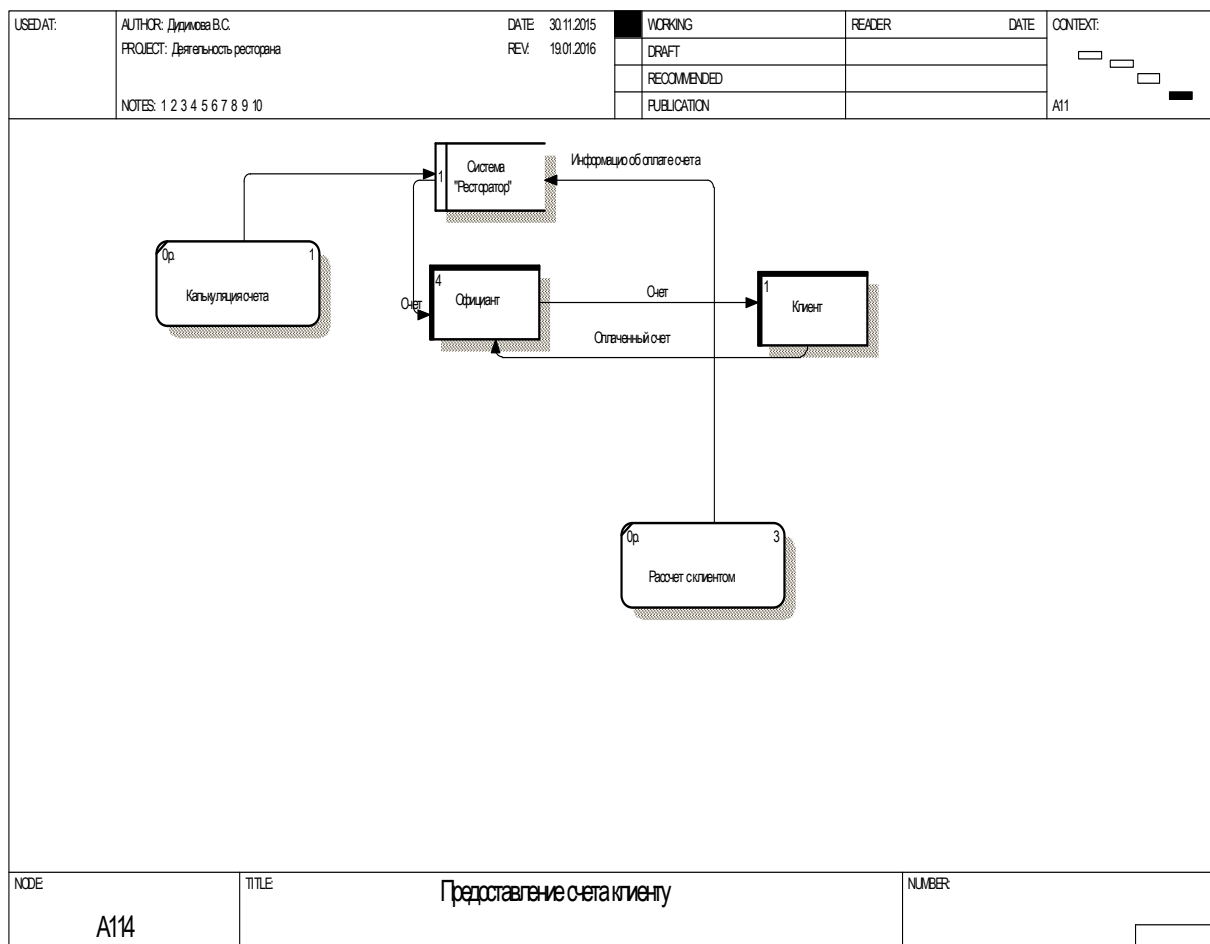 USED AT:
AUTHOR: Дидимова В.С.
DATE: 30.11.2015
WORKING
READER
DATE
CONTEXT:
PROJECT: Деятельность ресторана
REV: 19.01.2016
DRAFT
RECOMMENDED
NOTES: 1 2 3 4 5 6 7 8 9 10
PUBLICATION
A11
Система
"Ресторатор"
1
Информацио об оплате счета
0р.
1
Калькуляция счета
4
Официант
Счет
Счет
1
Клиент
Оплаченный счет
0р.
3
Рассчет с клиентом
NODE:
TITLE:
Предоставление счета клиенту
NUMBER:
A114